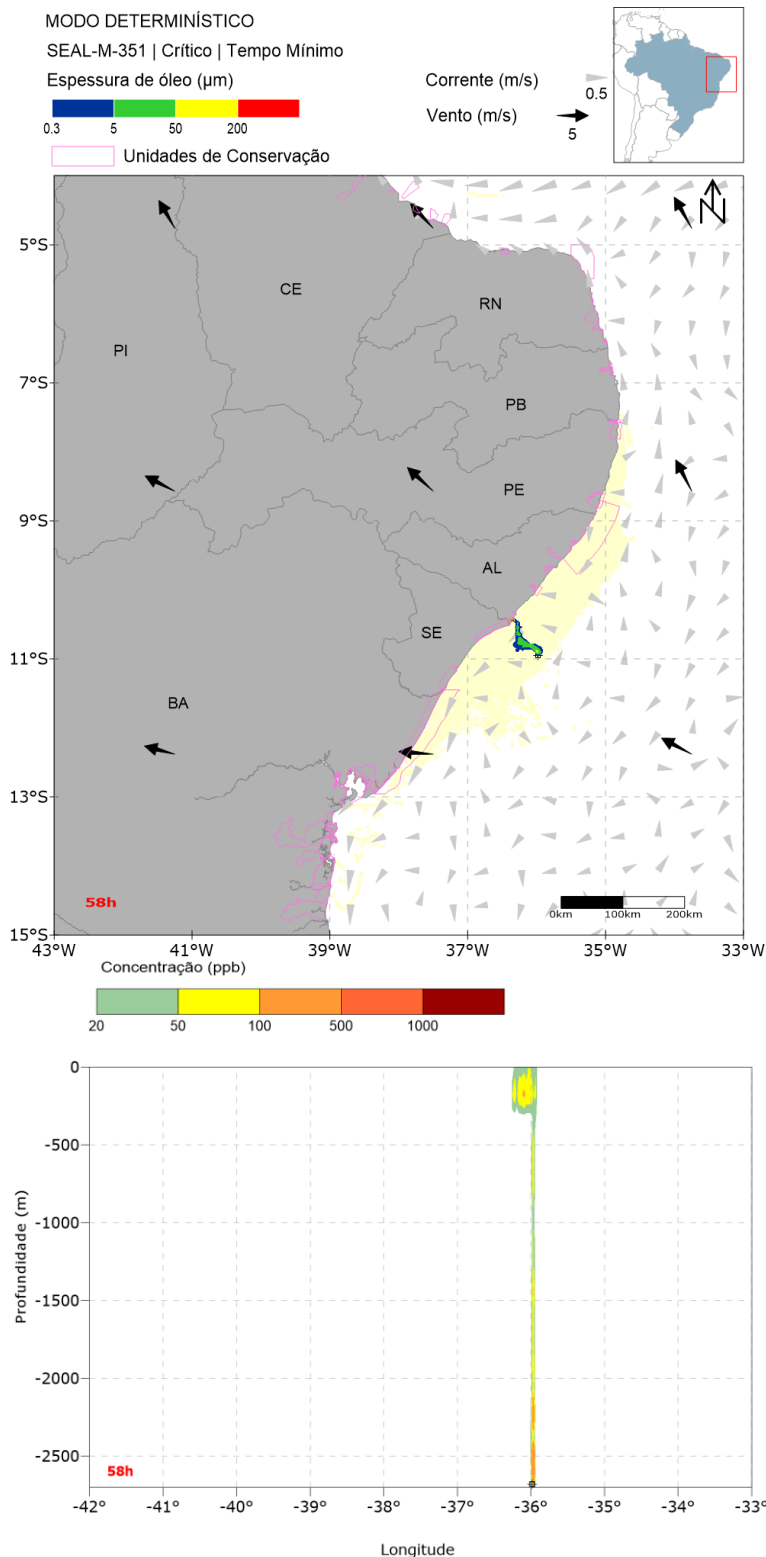 MODO DETERMINÍSTICO
SEAL-M-351 | Crítico | Tempo Mínimo
Espessura de óleo (µm)
0.3 5 50 200
Unidades de Conservação
Corrente (m/s)
0.5
Vento (m/s)
5
N
5°S
7°S
9°S
11°S
13°S
15°S
CE
RN
PI
PB
PE
AL
SE
BA
58h
0km 100km 200km
43°W 41°W 39°W 37°W 35°W 33°W
Concentração (ppb)
20 50 100 500 1000
0
-500
-1000
-1500
-2000
-2500
Profundidade (m)
58h
-42° -41° -40° -39° -38° -37° -36° -35° -34° -33°
Longitude